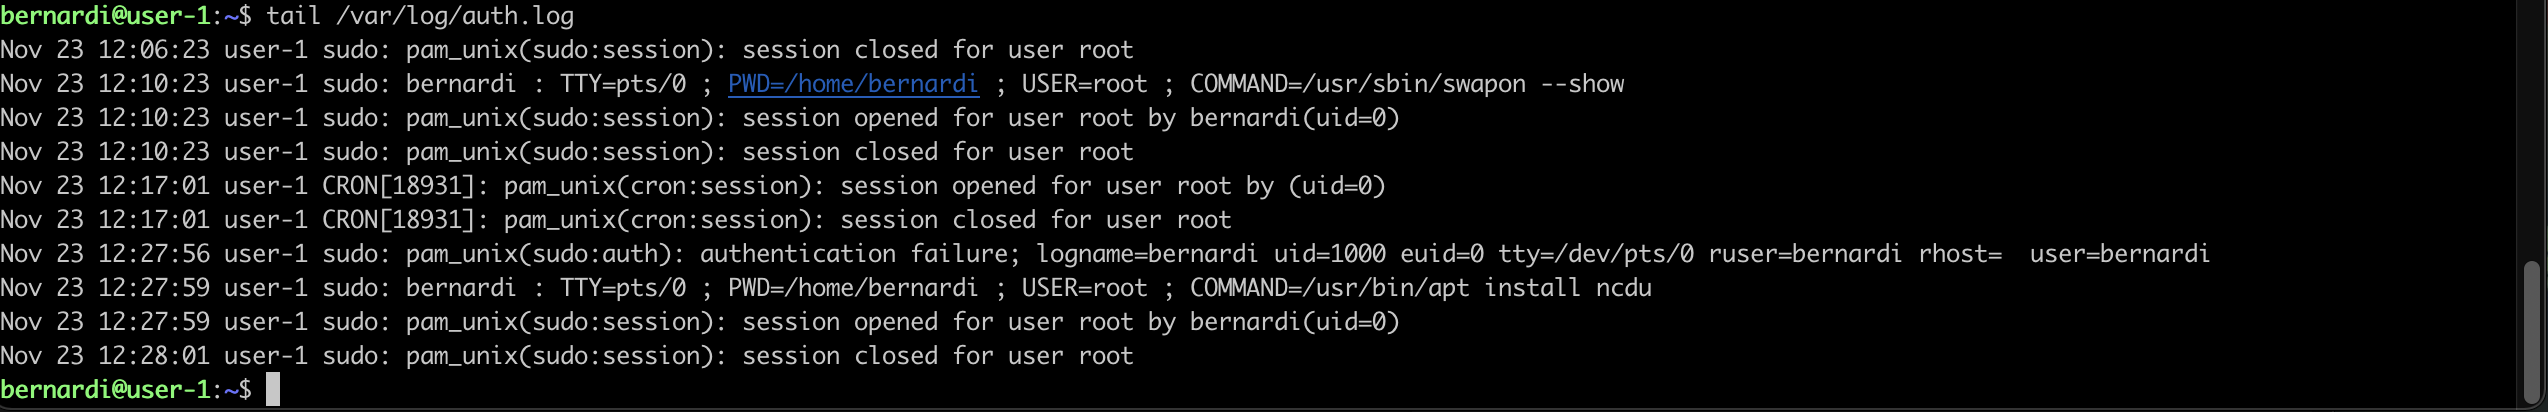 bernardi@user-1:~$ tail /var/log/auth.log
Nov 23 12:06:23 user-1 sudo: pam_unix(sudo:session): session closed for user root
Nov 23 12:10:23 user-1 sudo: bernardi : TTY=pts/0 ; PWD=/home/bernardi ; USER=root ; COMMAND=/usr/sbin/swapon --show
Nov 23 12:10:23 user-1 sudo: pam_unix(sudo:session): session opened for user root by bernardi(uid=0)
Nov 23 12:10:23 user-1 sudo: pam_unix(sudo:session): session closed for user root
Nov 23 12:17:01 user-1 CRON[18931]: pam_unix(cron:session): session opened for user root by (uid=0)
Nov 23 12:17:01 user-1 CRON[18931]: pam_unix(cron:session): session closed for user root
Nov 23 12:27:56 user-1 sudo: pam_unix(sudo:auth): authentication failure; logname=bernardi uid=1000 euid=0 tty=/dev/pts/0 ruser=bernardi rhost=  user=bernardi
Nov 23 12:27:59 user-1 sudo: bernardi : TTY=pts/0 ; PWD=/home/bernardi ; USER=root ; COMMAND=/usr/bin/apt install ncdu
Nov 23 12:27:59 user-1 sudo: pam_unix(sudo:session): session opened for user root by bernardi(uid=0)
Nov 23 12:28:01 user-1 sudo: pam_unix(sudo:session): session closed for user root
bernardi@user-1:~$